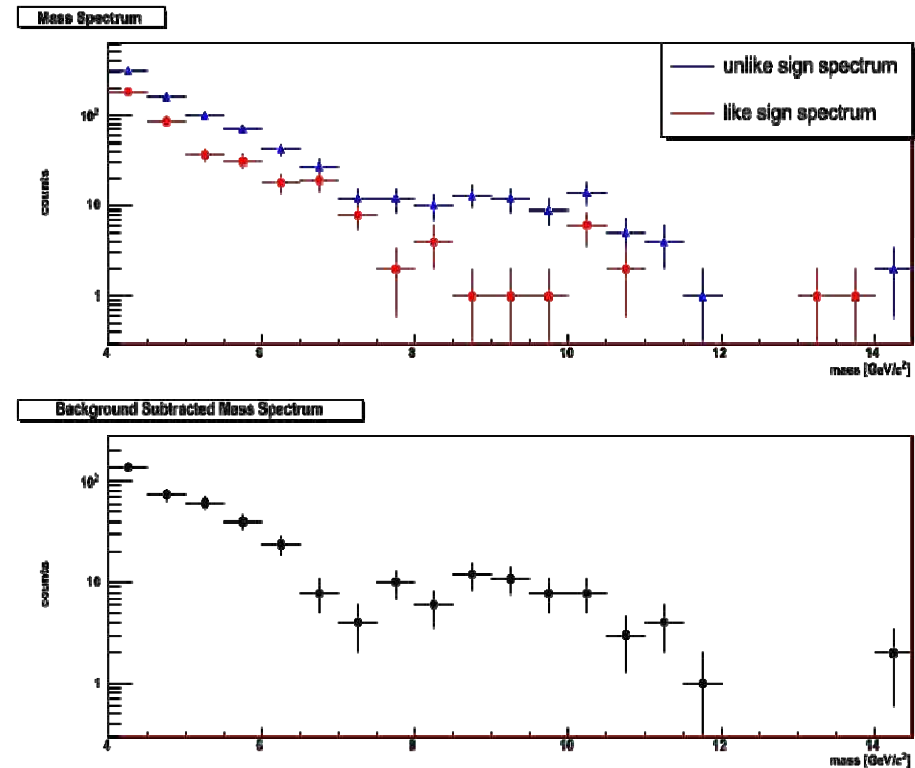 Mass Spectrum
unlike sign spectrum
like sign spectrum
10²
10
1
counts
4 6 8 10 12 14
mass [GeV/c²]
Background Subtracted Mass Spectrum
10²
10
1
counts
4 6 8 10 12 14
mass [GeV/c²]